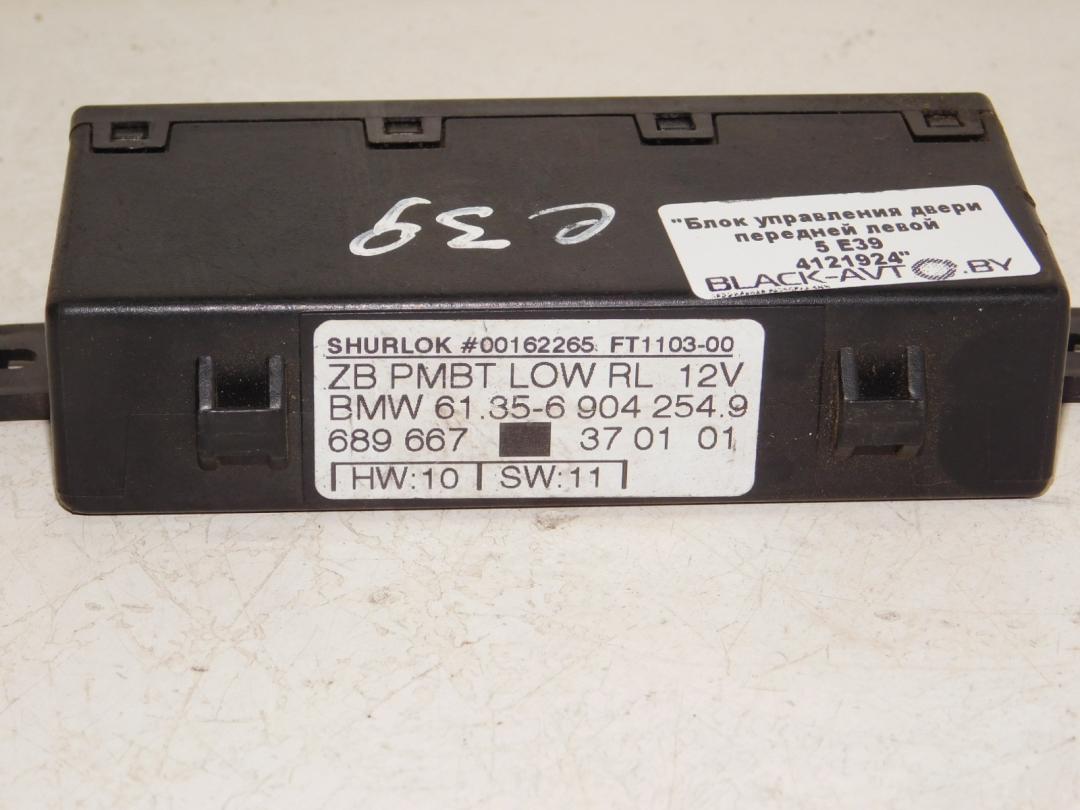 e39
"Блок управления двери
передней левой
5 E39
4121924"
BLACK-AVTO.BY
SHURLOK #00162265 FT1103-00
ZB PMBT LOW RL 12V
BMW 61.35-6 904 254.9
689 667 37 01 01
HW:10 SW:11